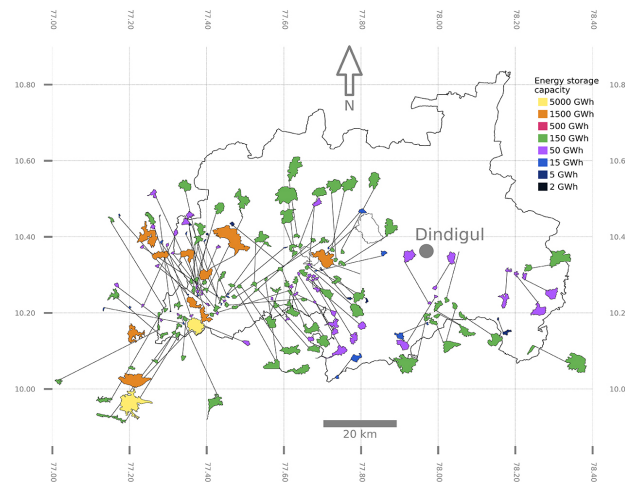 77.00 77.20 77.40 77.60 77.80 78.00 78.20 78.40
10.80 10.8
N
Energy storage
capacity
5000 GWh
1500 GWh
500 GWh
150 GWh
50 GWh
15 GWh
5 GWh
2 GWh
10.60 10.6
10.40 10.4
Dindigul
10.20 10.2
10.00 10.0
20 km
77.00 77.20 77.40 77.60 77.80 78.00 78.20 78.40